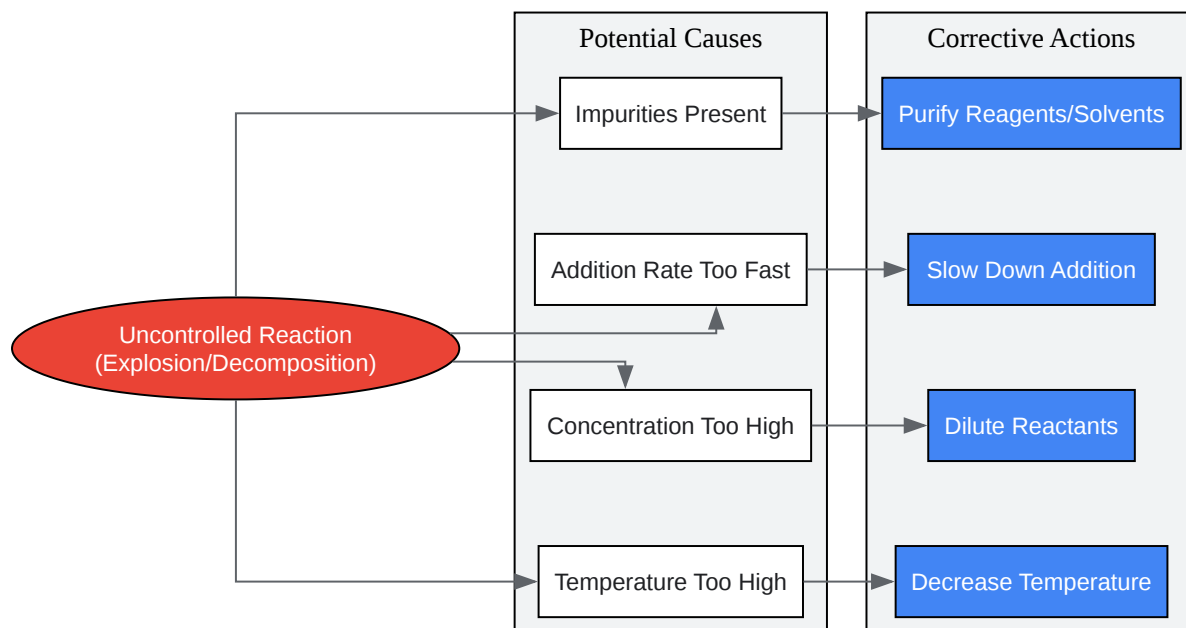 Potential Causes
Corrective Actions
Impurities Present
Purify Reagents/Solvents
Addition Rate Too Fast
Slow Down Addition
Uncontrolled Reaction
(Explosion/Decomposition)
Concentration Too High
Dilute Reactants
Temperature Too High
Decrease Temperature